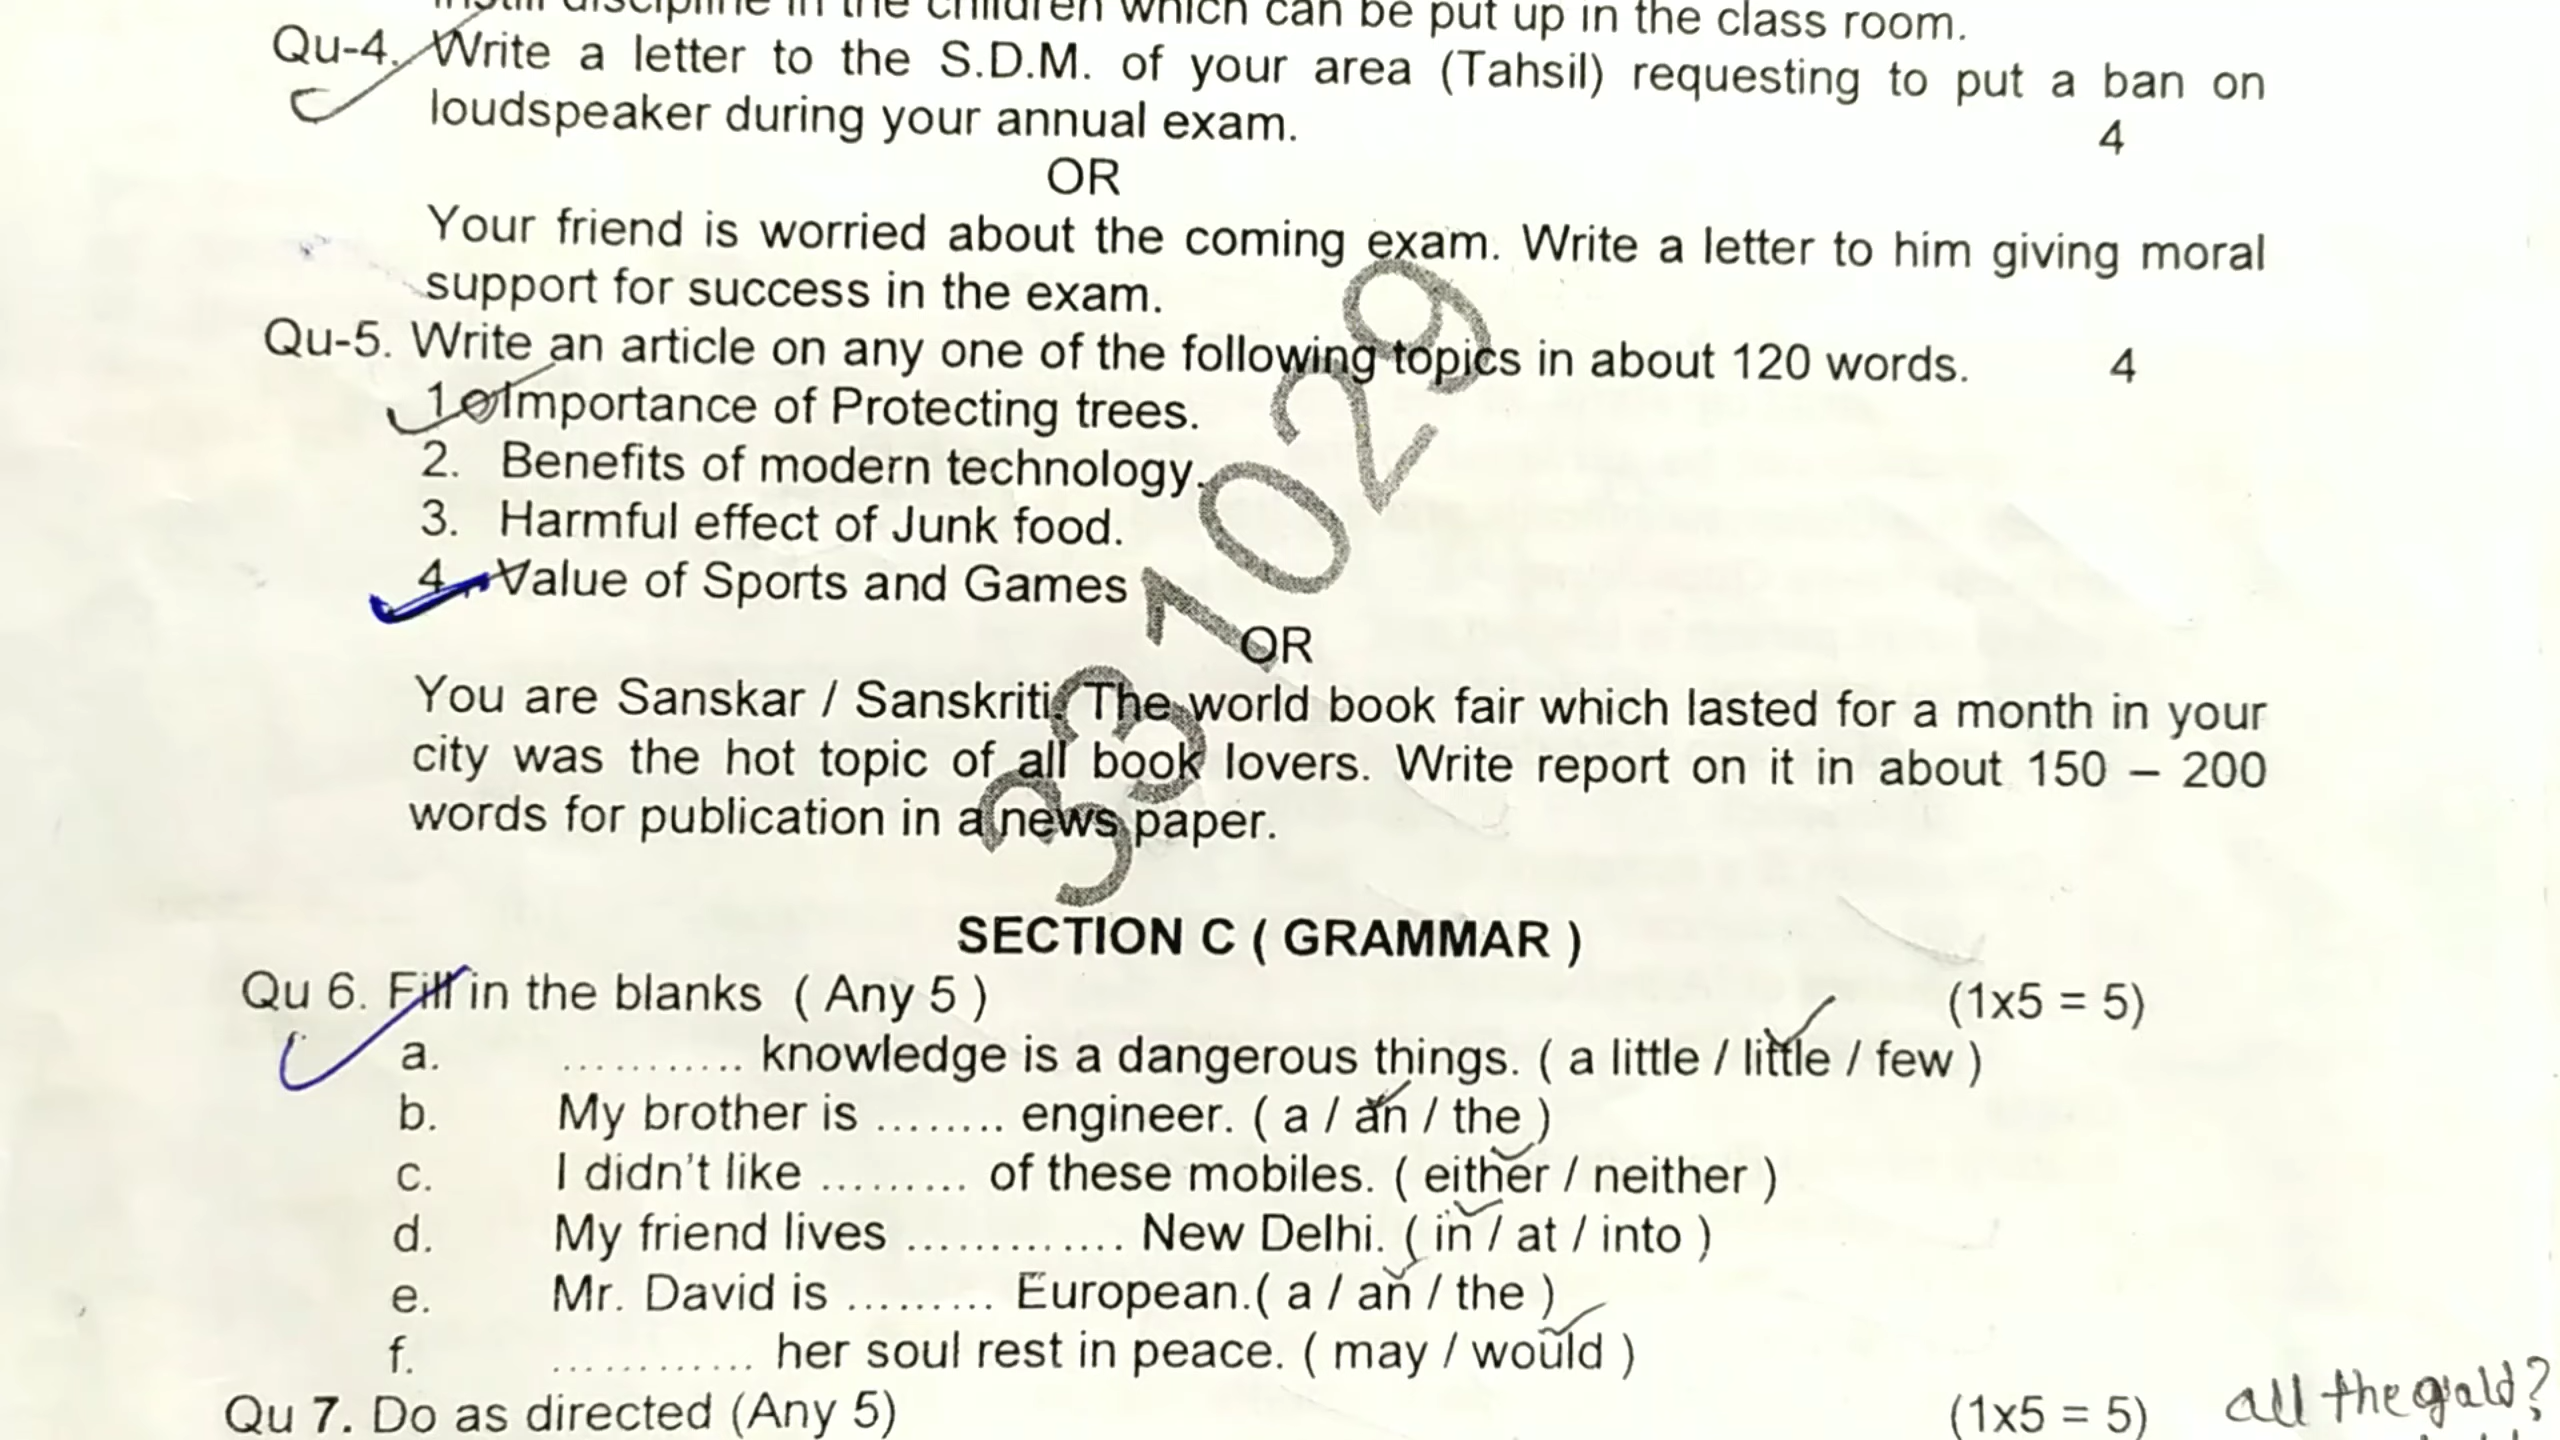 instill discipline in the children which can be put up in the class room.
Qu-4. Write a letter to the S.D.M. of your area (Tahsil) requesting to put a ban on
loudspeaker during your annual exam. 4
OR
Your friend is worried about the coming exam. Write a letter to him giving moral
support for success in the exam.
Qu-5. Write an article on any one of the following topics in about 120 words. 4
1. Importance of Protecting trees.
2. Benefits of modern technology.
3. Harmful effect of Junk food.
4. Value of Sports and Games
OR
You are Sanskar / Sanskriti. The world book fair which lasted for a month in your
city was the hot topic of all book lovers. Write report on it in about 150 – 200
words for publication in a news paper.
331029
SECTION C ( GRAMMAR )
Qu 6. Fill in the blanks ( Any 5 ) (1x5 = 5)
a. ........... knowledge is a dangerous things. ( a little / little / few )
b. My brother is ........ engineer. ( a / an / the )
c. I didn't like ......... of these mobiles. ( either / neither )
d. My friend lives ............. New Delhi. ( in / at / into )
e. Mr. David is ......... European.( a / an / the )
f. ............ her soul rest in peace. ( may / would )
Qu 7. Do as directed (Any 5) (1x5 = 5) all the